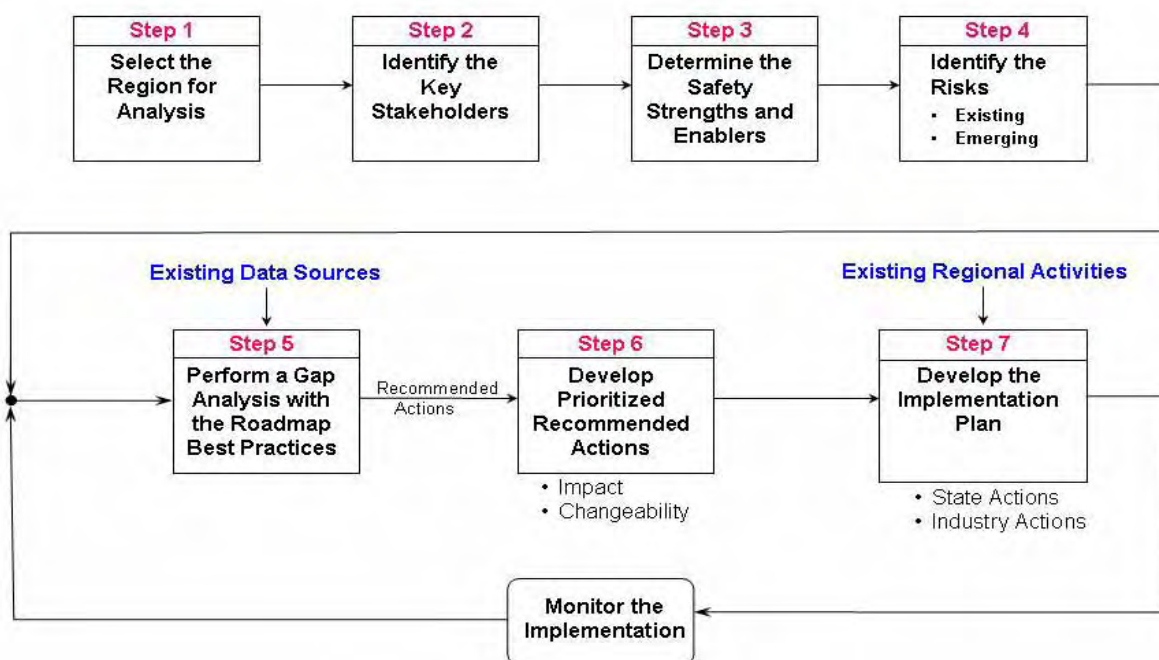 Step 1
Select the
Region for
Analysis
Step 2
Identify the
Key
Stakeholders
Step 3
Determine the
Safety
Strengths and
Enablers
Step 4
Identify the
Risks
▪ Existing
▪ Emerging
Existing Data Sources
Existing Regional Activities
Step 5
Perform a Gap
Analysis with
the Roadmap
Best Practices
Recommended
Actions
Step 6
Develop
Prioritized
Recommended
Actions
• Impact
• Changeability
Step 7
Develop the
Implementation
Plan
• State Actions
• Industry Actions
Monitor the
Implementation